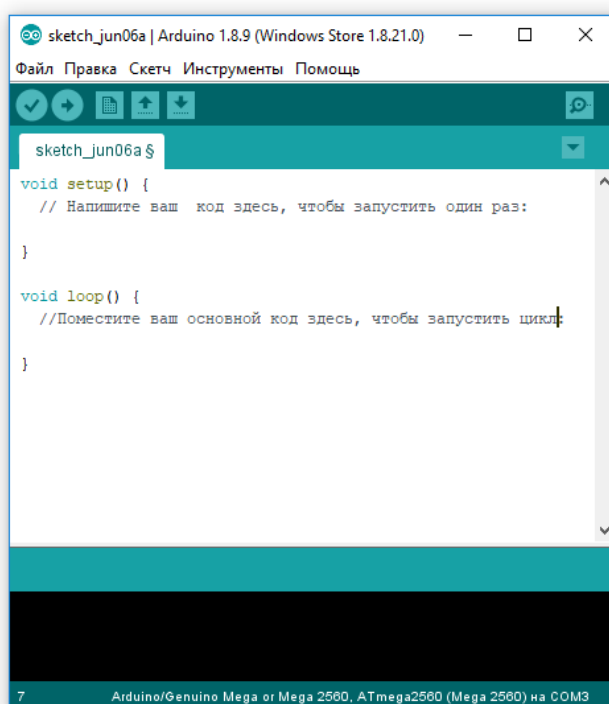 sketch_jun06a | Arduino 1.8.9 (Windows Store 1.8.21.0)
Файл Правка Скетч Инструменты Помощь
sketch_jun06a §
void setup() {
  // Напишите ваш  код здесь, чтобы запустить один раз:
}
void loop() {
  //Поместите ваш основной код здесь, чтобы запустить цикл:
}
7 Arduino/Genuino Mega or Mega 2560, ATmega2560 (Mega 2560) на COM3